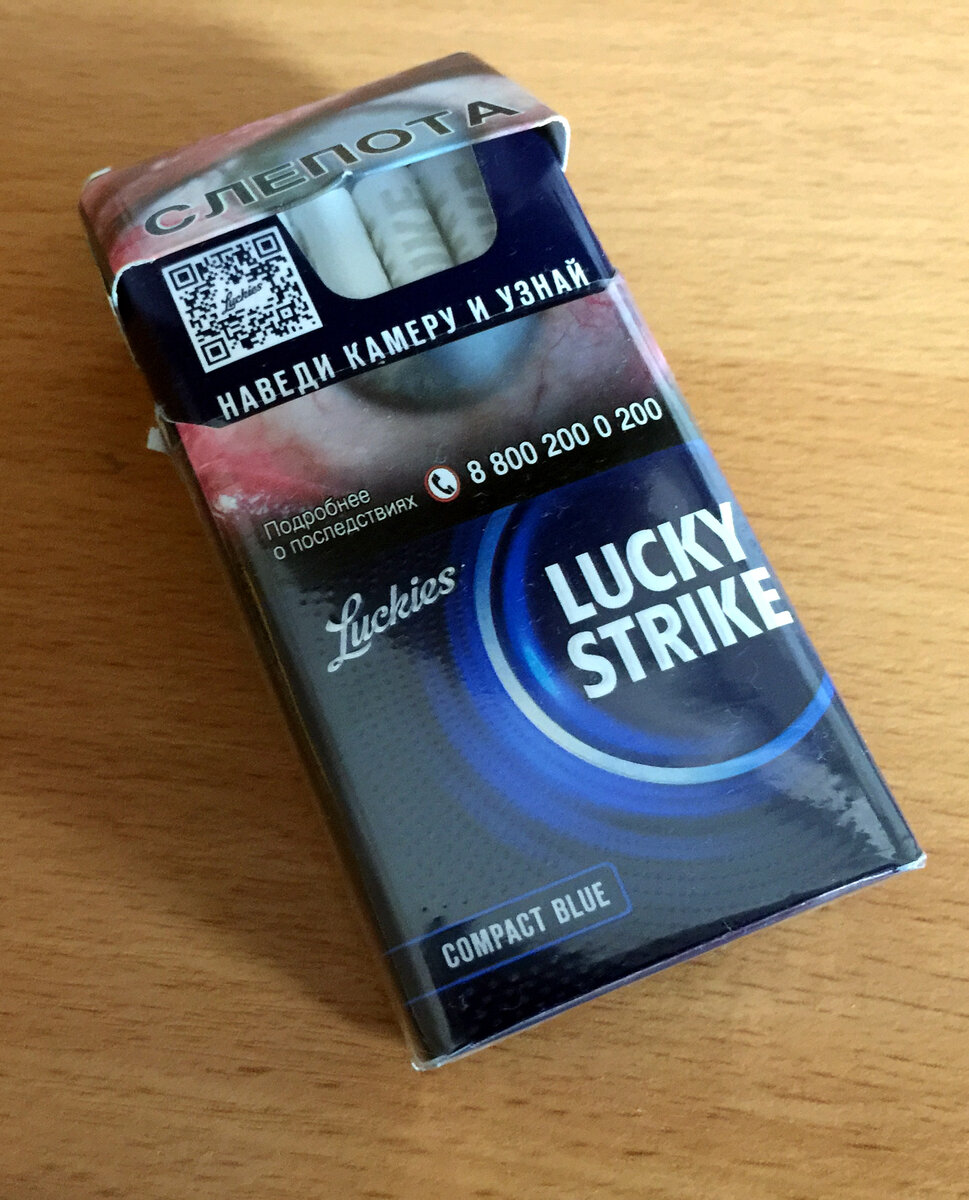 СЛЕПОТА
Luckies
НАВЕДИ КАМЕРУ И УЗНАЙ
8 800 200 0 200
Подробнее
о последствиях
Luckies
LUCKY
STRIKE
COMPACT BLUE